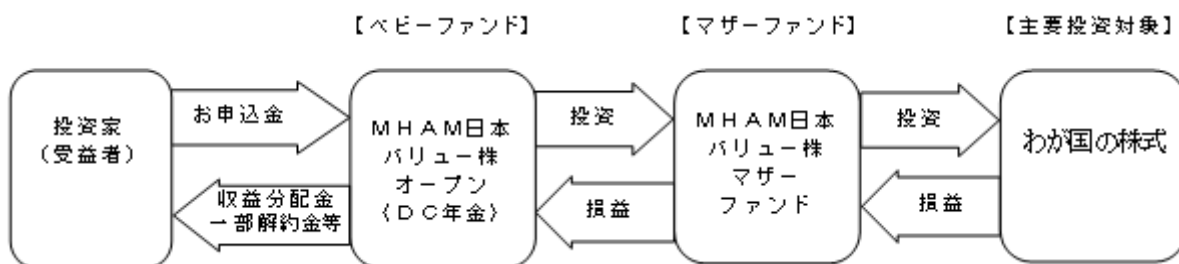 【ベビーファンド】
【マザーファンド】
【主要投資対象】
投資家
（受益者）
お申込金
収益分配金
一部解約金等
ＭＨＡＭ日本
バリュー株
オープン
（ＤＣ年金）
投資
損益
ＭＨＡＭ日本
バリュー株
マザー
ファンド
投資
損益
わが国の株式